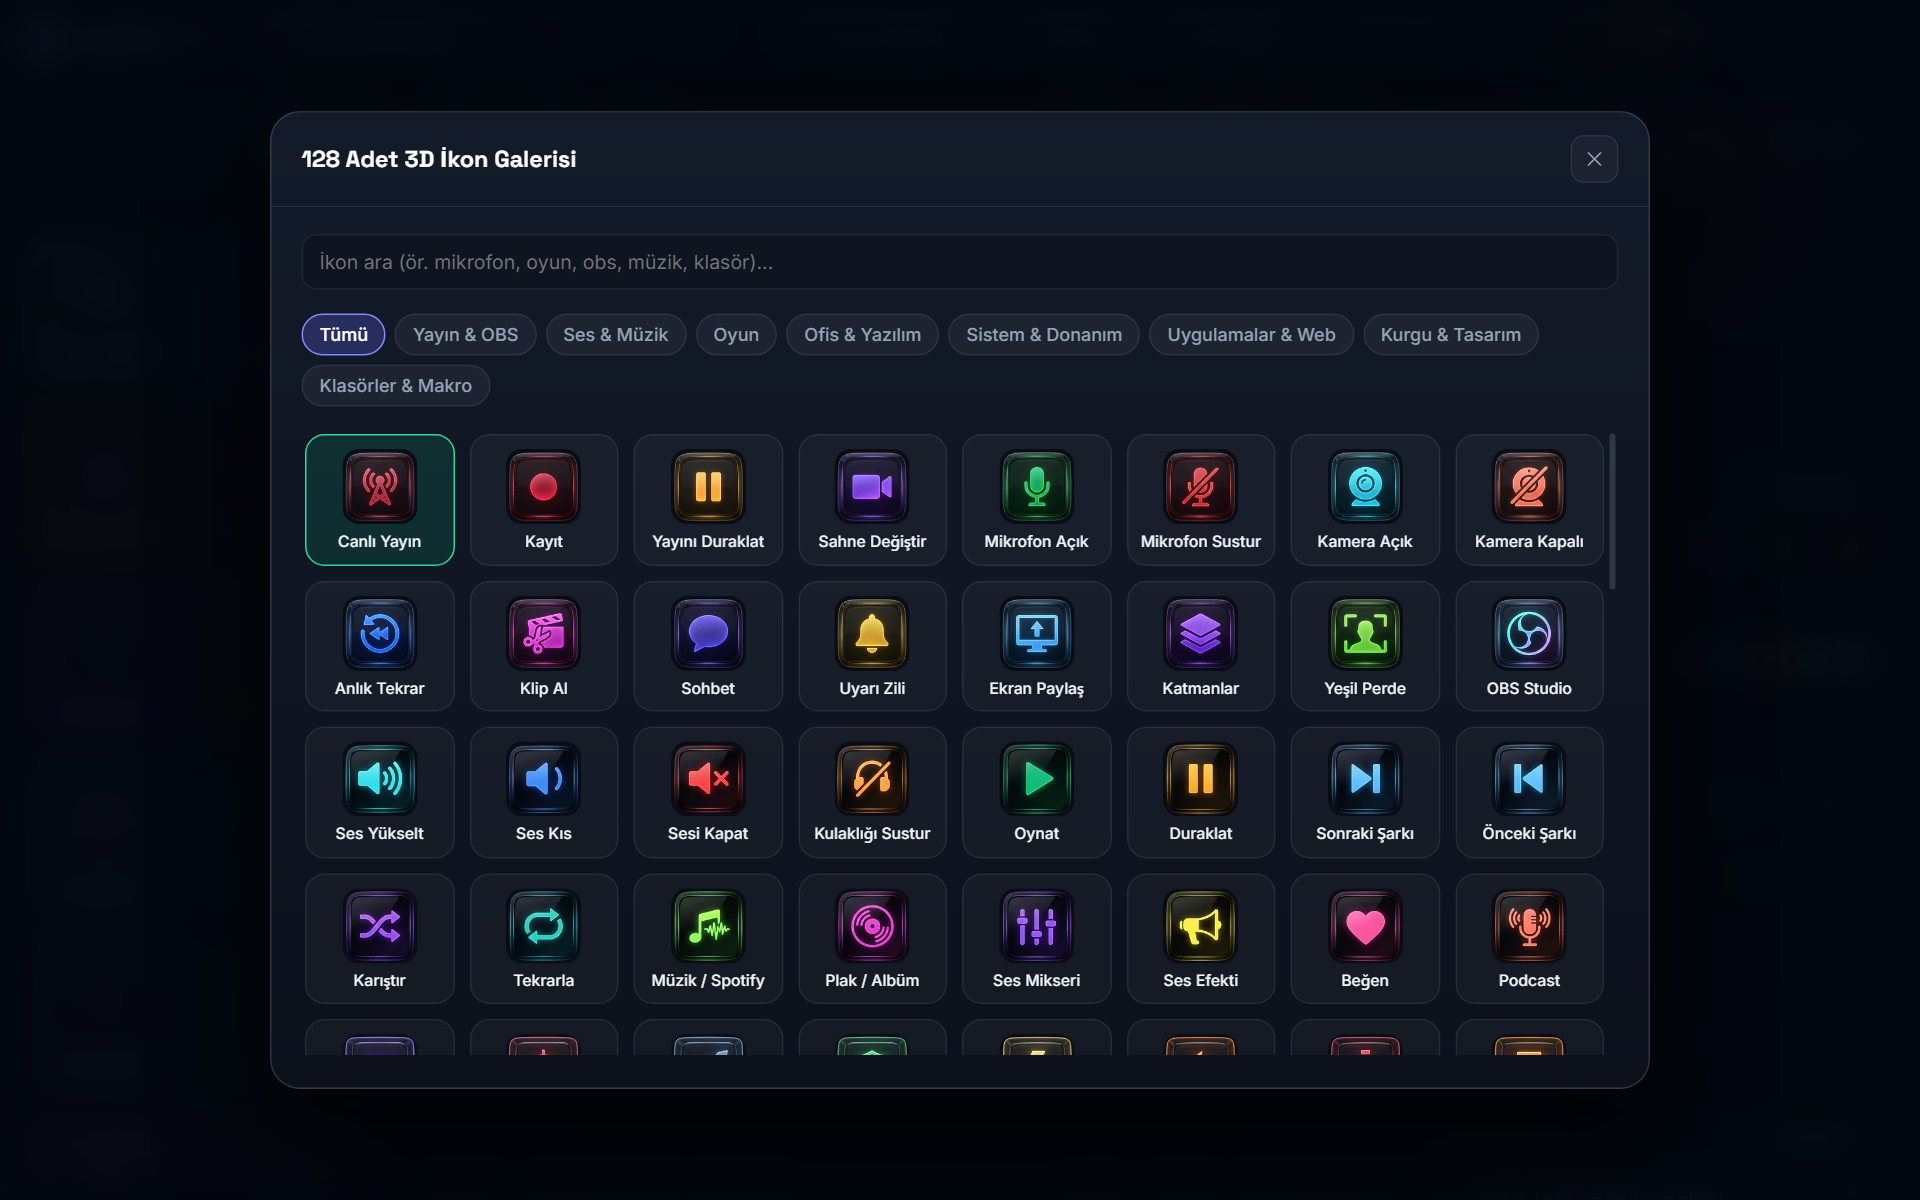 128 Adet 3D İkon Galerisi
İkon ara (ör. mikrofon, oyun, obs, müzik, klasör)...
Tümü
Yayın & OBS
Ses & Müzik
Oyun
Ofis & Yazılım
Sistem & Donanım
Uygulamalar & Web
Kurgu & Tasarım
Klasörler & Makro
Canlı Yayın
Kayıt
Yayını Duraklat
Sahne Değiştir
Mikrofon Açık
Mikrofon Sustur
Kamera Açık
Kamera Kapalı
Anlık Tekrar
Klip Al
Sohbet
Uyarı Zili
Ekran Paylaş
Katmanlar
Yeşil Perde
OBS Studio
Ses Yükselt
Ses Kıs
Sesi Kapat
Kulaklığı Sustur
Oynat
Duraklat
Sonraki Şarkı
Önceki Şarkı
Karıştır
Tekrarla
Müzik / Spotify
Plak / Albüm
Ses Mikseri
Ses Efekti
Beğen
Podcast